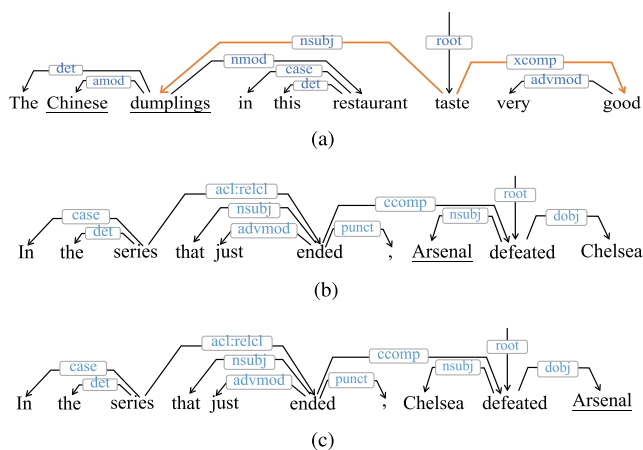 nsubj root
nmod xcomp
det case
amod det advmod
The Chinese dumplings in this restaurant taste very good
(a)
acl:relcl root
nsubj ccomp
case nsubj dobj
det advmod punct
In the series that just ended , Arsenal defeated Chelsea
(b)
acl:relcl root
nsubj ccomp
case nsubj dobj
det advmod punct
In the series that just ended , Chelsea defeated Arsenal
(c)